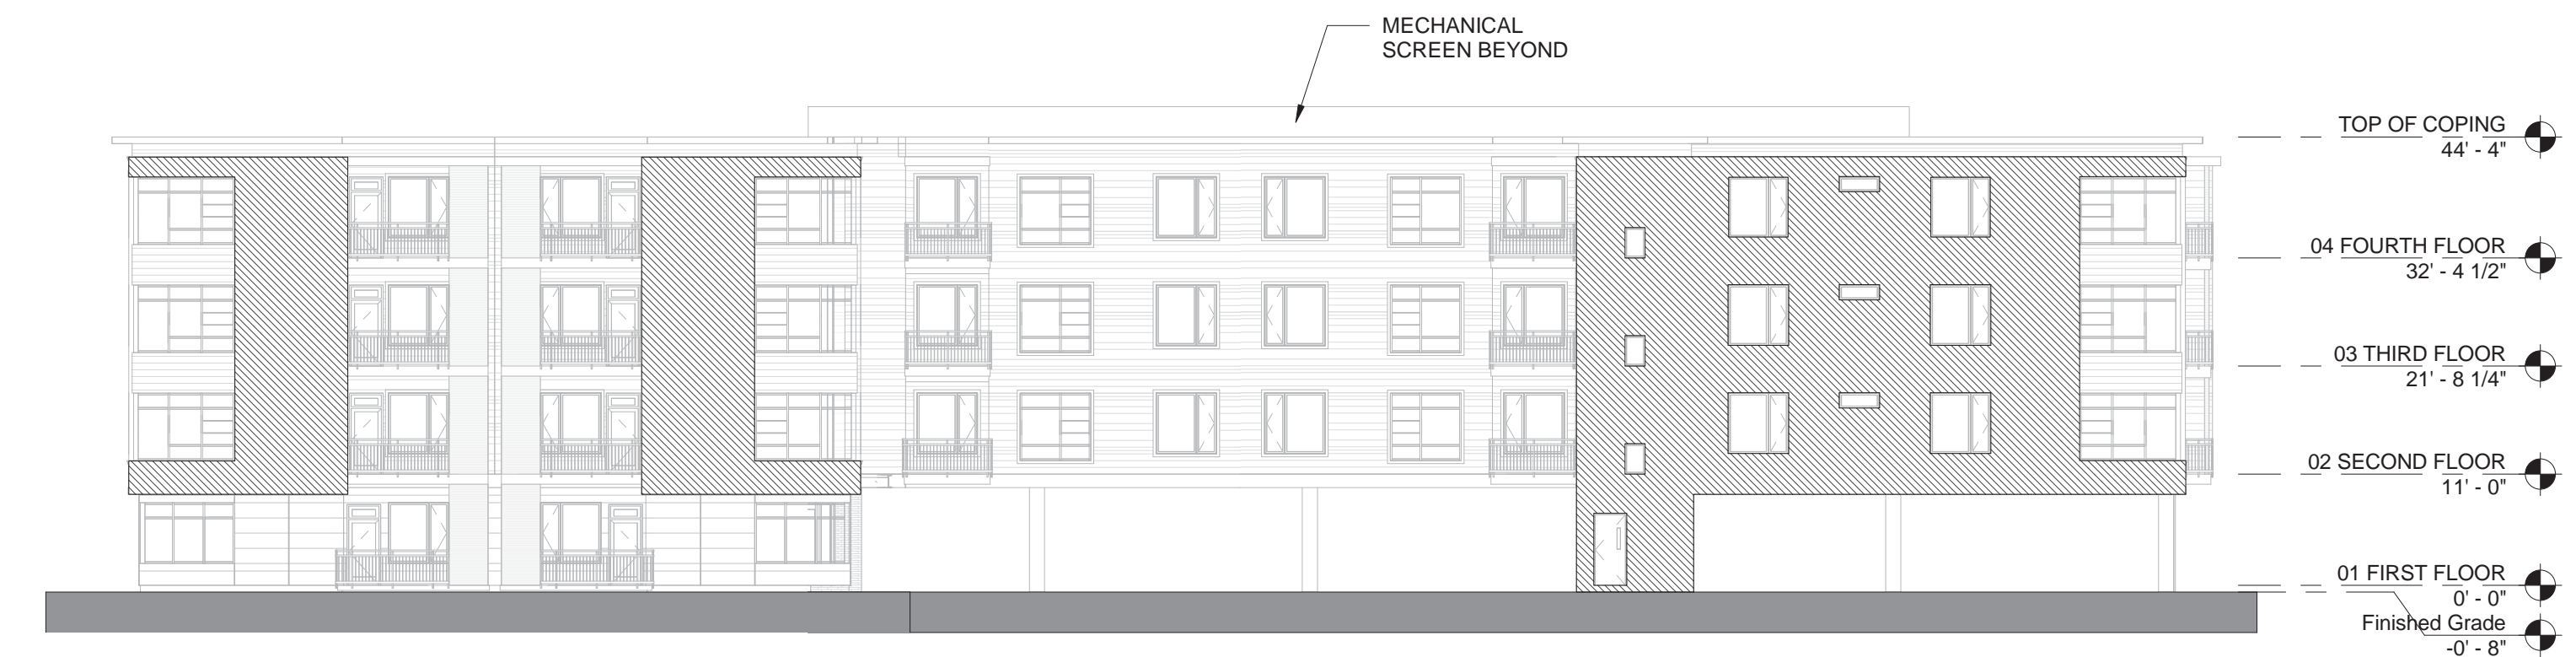 MECHANICAL
SCREEN BEYOND
TOP OF COPING
44' - 4"
04 FOURTH FLOOR
32' - 4 1/2"
03 THIRD FLOOR
21' - 8 1/4"
02 SECOND FLOOR
11' - 0"
01 FIRST FLOOR
0' - 0"
Finished Grade
-0' - 8"